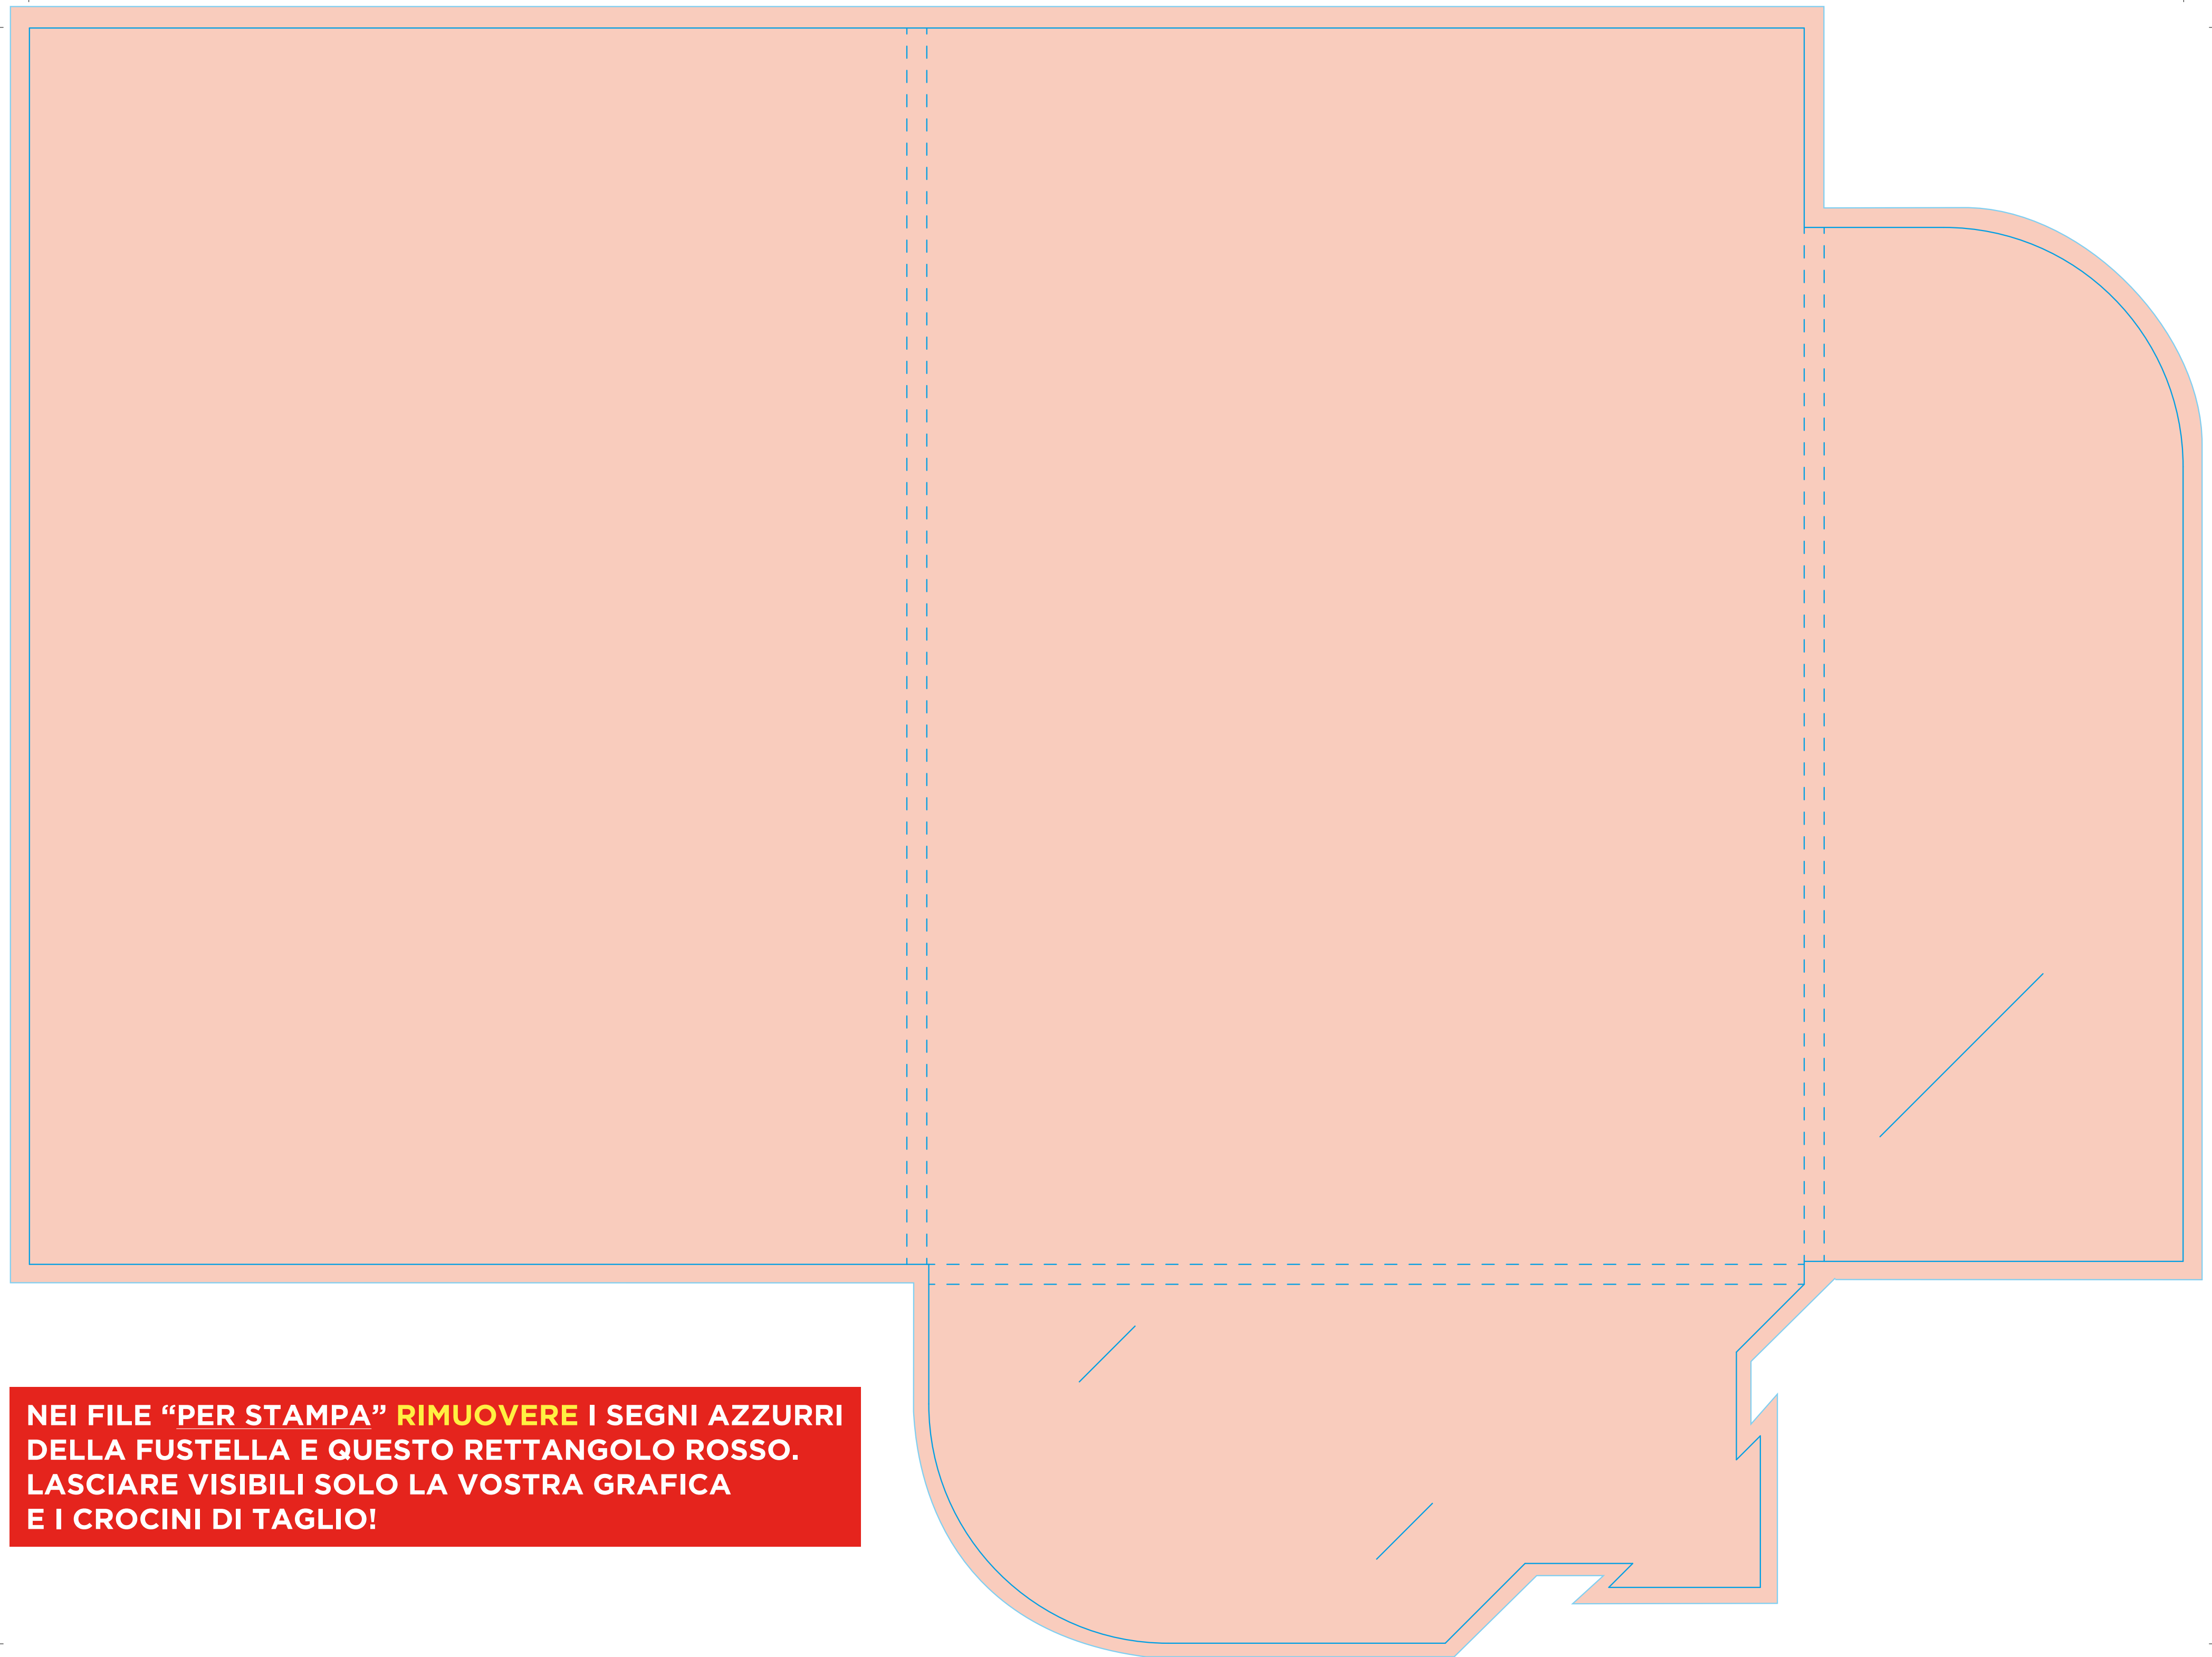 NEI FILE “PER STAMPA” RIMUOVERE I SEGNI AZZURRI
DELLA FUSTELLA E QUESTO RETTANGOLO ROSSO.
LASCIARE VISIBILI SOLO LA VOSTRA GRAFICA
E I CROCINI DI TAGLIO!